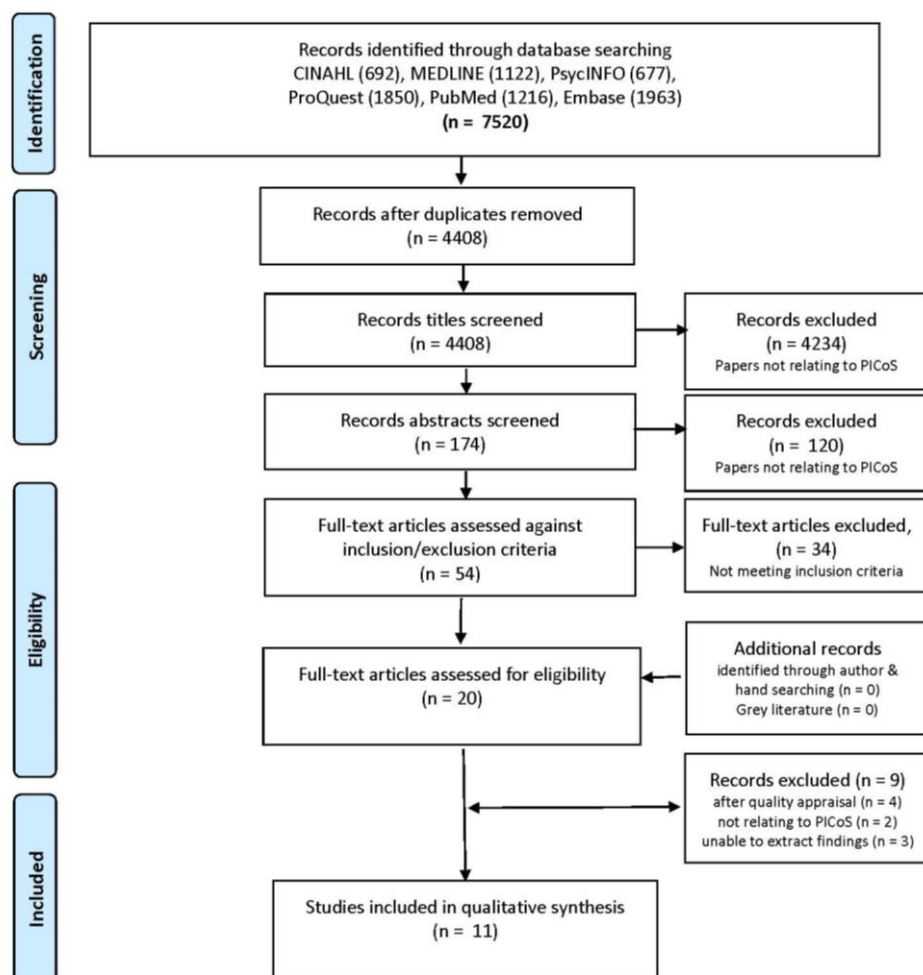 Identification
Records identified through database searching
CINAHL (692), MEDLINE (1122), PsycINFO (677),
ProQuest (1850), PubMed (1216), Embase (1963)
(n = 7520)
Screening
Records after duplicates removed
(n = 4408)
Records titles screened
(n = 4408)
Records excluded
(n = 4234)
Papers not relating to PICoS
Records abstracts screened
(n = 174)
Records excluded
(n = 120)
Papers not relating to PICoS
Eligibility
Full-text articles assessed against
inclusion/exclusion criteria
(n = 54)
Full-text articles excluded,
(n = 34)
Not meeting inclusion criteria
Full-text articles assessed for eligibility
(n = 20)
Additional records
identified through author &
hand searching (n = 0)
Grey literature (n = 0)
Records excluded (n = 9)
after quality appraisal (n = 4)
not relating to PICoS (n = 2)
unable to extract findings (n = 3)
Included
Studies included in qualitative synthesis
(n = 11)